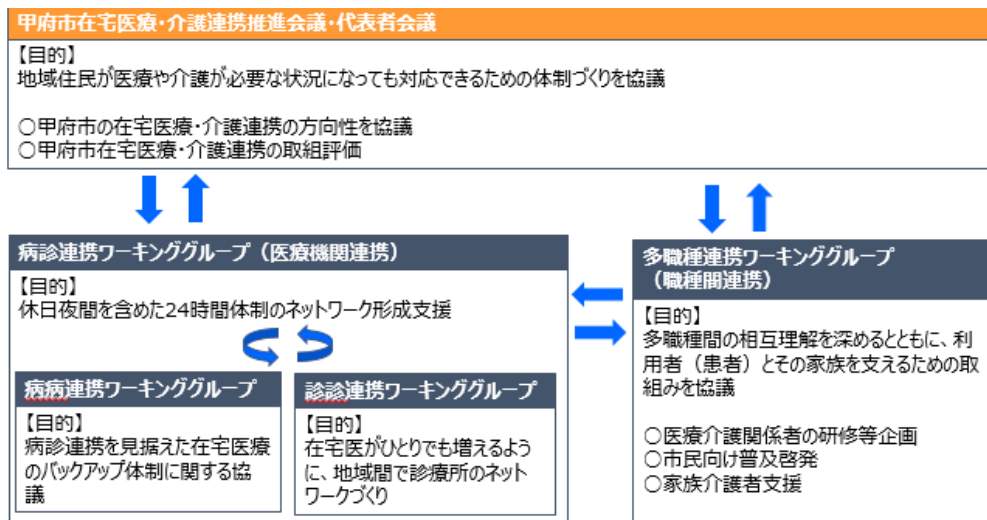 甲府市在宅医療・介護連携推進会議・代表者会議
【目的】
地域住民が医療や介護が必要な状況になっても対応できるための体制づくりを協議
○甲府市の在宅医療・介護連携の方向性を協議
○甲府市在宅医療・介護連携の取組評価
病診連携ワーキンググループ（医療機関連携）
【目的】
休日夜間を含めた24時間体制のネットワーク形成支援
病病連携ワーキンググループ
【目的】
病診連携を見据えた在宅医療
のバックアップ体制に関する協
議
診診連携ワーキンググループ
【目的】
在宅医がひとりでも増えるよう
に、地域間で診療所のネット
ワークづくり
多職種連携ワーキンググループ
（職種間連携）
【目的】
多職種間の相互理解を深めるとともに、利
用者（患者）とその家族を支えるための取
組みを協議
○医療介護関係者の研修等企画
○市民向け普及啓発
○家族介護者支援